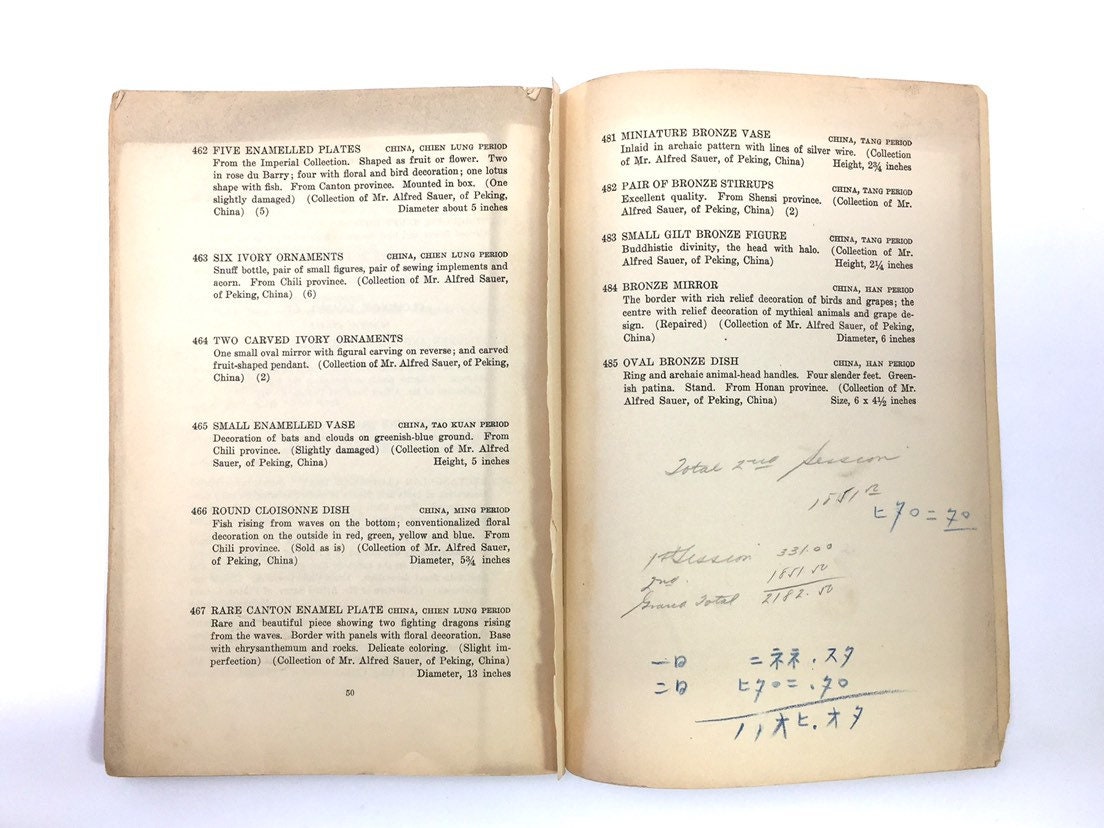 462 FIVE ENAMELLED PLATES CHINA, CHIEN LUNG PERIOD
From the Imperial Collection. Shaped as fruit or flower. Two
in rose du Barry; four with floral and bird decoration; one lotus
shape with fish. From Canton province. Mounted in box. (One
slightly damaged) (Collection of Mr. Alfred Sauer, of Peking,
China) (5) Diameter about 5 inches
463 SIX IVORY ORNAMENTS CHINA, CHIEN LUNG PERIOD
Snuff bottle, pair of small figures, pair of sewing implements and
acorn. From Chili province. (Collection of Mr. Alfred Sauer,
of Peking, China) (6)
464 TWO CARVED IVORY ORNAMENTS
One small oval mirror with figural carving on reverse; and carved
fruit-shaped pendant. (Collection of Mr. Alfred Sauer, of Peking,
China) (2)
465 SMALL ENAMELLED VASE CHINA, TAO KUAN PERIOD
Decoration of bats and clouds on greenish-blue ground. From
Chili province. (Slightly damaged) (Collection of Mr. Alfred
Sauer, of Peking, China) Height, 5 inches
466 ROUND CLOISONNE DISH CHINA, MING PERIOD
Fish rising from waves on the bottom; conventionalized floral
decoration on the outside in red, green, yellow and blue. From
Chili province. (Sold as is) (Collection of Mr. Alfred Sauer,
of Peking, China) Diameter, 5¾ inches
467 RARE CANTON ENAMEL PLATE CHINA, CHIEN LUNG PERIOD
Rare and beautiful piece showing two fighting dragons rising
from the waves. Border with panels with floral decoration. Base
with chrysanthemum and rocks. Delicate coloring. (Slight im-
perfection) (Collection of Mr. Alfred Sauer, of Peking, China)
Diameter, 13 inches
50
481 MINIATURE BRONZE VASE CHINA, TANG PERIOD
Inlaid in archaic pattern with lines of silver wire. (Collection
of Mr. Alfred Sauer, of Peking, China) Height, 2¾ inches
482 PAIR OF BRONZE STIRRUPS CHINA, TANG PERIOD
Excellent quality. From Shensi province. (Collection of Mr.
Alfred Sauer, of Peking, China) (2)
483 SMALL GILT BRONZE FIGURE CHINA, TANG PERIOD
Buddhistic divinity, the head with halo. (Collection of Mr.
Alfred Sauer, of Peking, China) Height, 2¼ inches
484 BRONZE MIRROR CHINA, HAN PERIOD
The border with rich relief decoration of birds and grapes; the
centre with relief decoration of mythical animals and grape de-
sign. (Repaired) (Collection of Mr. Alfred Sauer, of Peking,
China) Diameter, 6 inches
485 OVAL BRONZE DISH CHINA, HAN PERIOD
Ring and archaic animal-head handles. Four slender feet. Green-
ish patina. Stand. From Honan province. (Collection of Mr.
Alfred Sauer, of Peking, China) Size, 6 x 4½ inches
Total 2nd Session
1851 50
ヒクロニ クロ
1st Session 331.00
2nd. 1851 50
Grand Total 2182.50
一日 ニネネ.スタ
二日 ヒクロニ.クロ
ノノオヒ.オタ